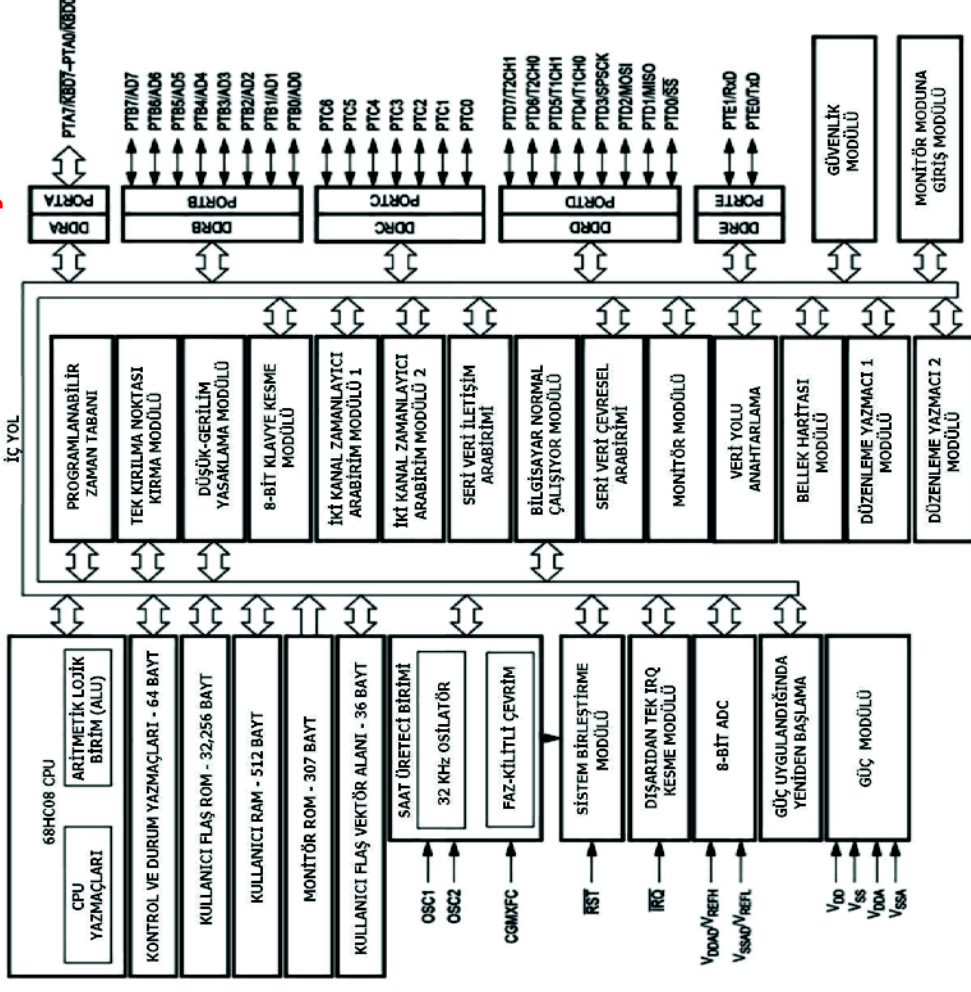 İÇ YOL
68HC08 CPU
CPU
YAZMAÇLARI
ARİTMETİK LOJİK
BİRİM (ALU)
KONTROL VE DURUM YAZMAÇLARI - 64 BAYT
KULLANICI FLAŞ ROM - 32,256 BAYT
KULLANICI RAM - 512 BAYT
MONİTÖR ROM - 307 BAYT
KULLANICI FLAŞ VEKTÖR ALANI - 36 BAYT
SAAT ÜRETECİ BİRİMİ
32 KHz OSİLATÖR
FAZ-KİLİTLİ ÇEVRİM
OSC1
OSC2
CGMXFC
SİSTEM BİRLEŞTİRME
MODÜLÜ
RST
DIŞARIDAN TEK IRQ
KESME MODÜLÜ
IRQ
8-BİT ADC
VDDAD/VREFH
VSSAD/VREFL
GÜÇ UYGULANDIĞINDA
YENİDEN BAŞLAMA
GÜÇ MODÜLÜ
VDD
VSS
VDDA
VSSA
PROGRAMLANABİLİR
ZAMAN TABANI
TEK KIRILMA NOKTASI
KIRMA MODÜLÜ
DÜŞÜK-GERİLİM
YASAKLAMA MODÜLÜ
8-BİT KLAVYE KESME
MODÜLÜ
İKİ KANAL ZAMANLAYICI
ARABİRİM MODÜLÜ 1
İKİ KANAL ZAMANLAYICI
ARABİRİM MODÜLÜ 2
SERİ VERİ İLETİŞİM
ARABİRİMİ
BİLGİSAYAR NORMAL
ÇALIŞIYOR MODÜLÜ
SERİ VERİ ÇEVRESEL
ARABİRİMİ
MONİTÖR MODÜLÜ
VERİ YOLU
ANAHTARLAMA
BELLEK HARİTASI
MODÜLÜ
DÜZENLEME YAZMACI 1
MODÜLÜ
DÜZENLEME YAZMACI 2
MODÜLÜ
DDRA
PORTA
PTA7/KBD7-PTA0/KBD0
DDRB
PORTB
PTB7/AD7
PTB6/AD6
PTB5/AD5
PTB4/AD4
PTB3/AD3
PTB2/AD2
PTB1/AD1
PTB0/AD0
DDRC
PORTC
PTC6
PTC5
PTC4
PTC3
PTC2
PTC1
PTC0
DDRD
PORTD
PTD7/T2CH1
PTD6/T2CH0
PTD5/T1CH1
PTD4/T1CH0
PTD3/SPSCK
PTD2/MOSI
PTD1/MISO
PTD0/SS
DDRE
PORTE
PTE1/RxD
PTE0/TxD
GÜVENLİK
MODÜLÜ
MONİTÖR MODUNA
GİRİŞ MODÜLÜ